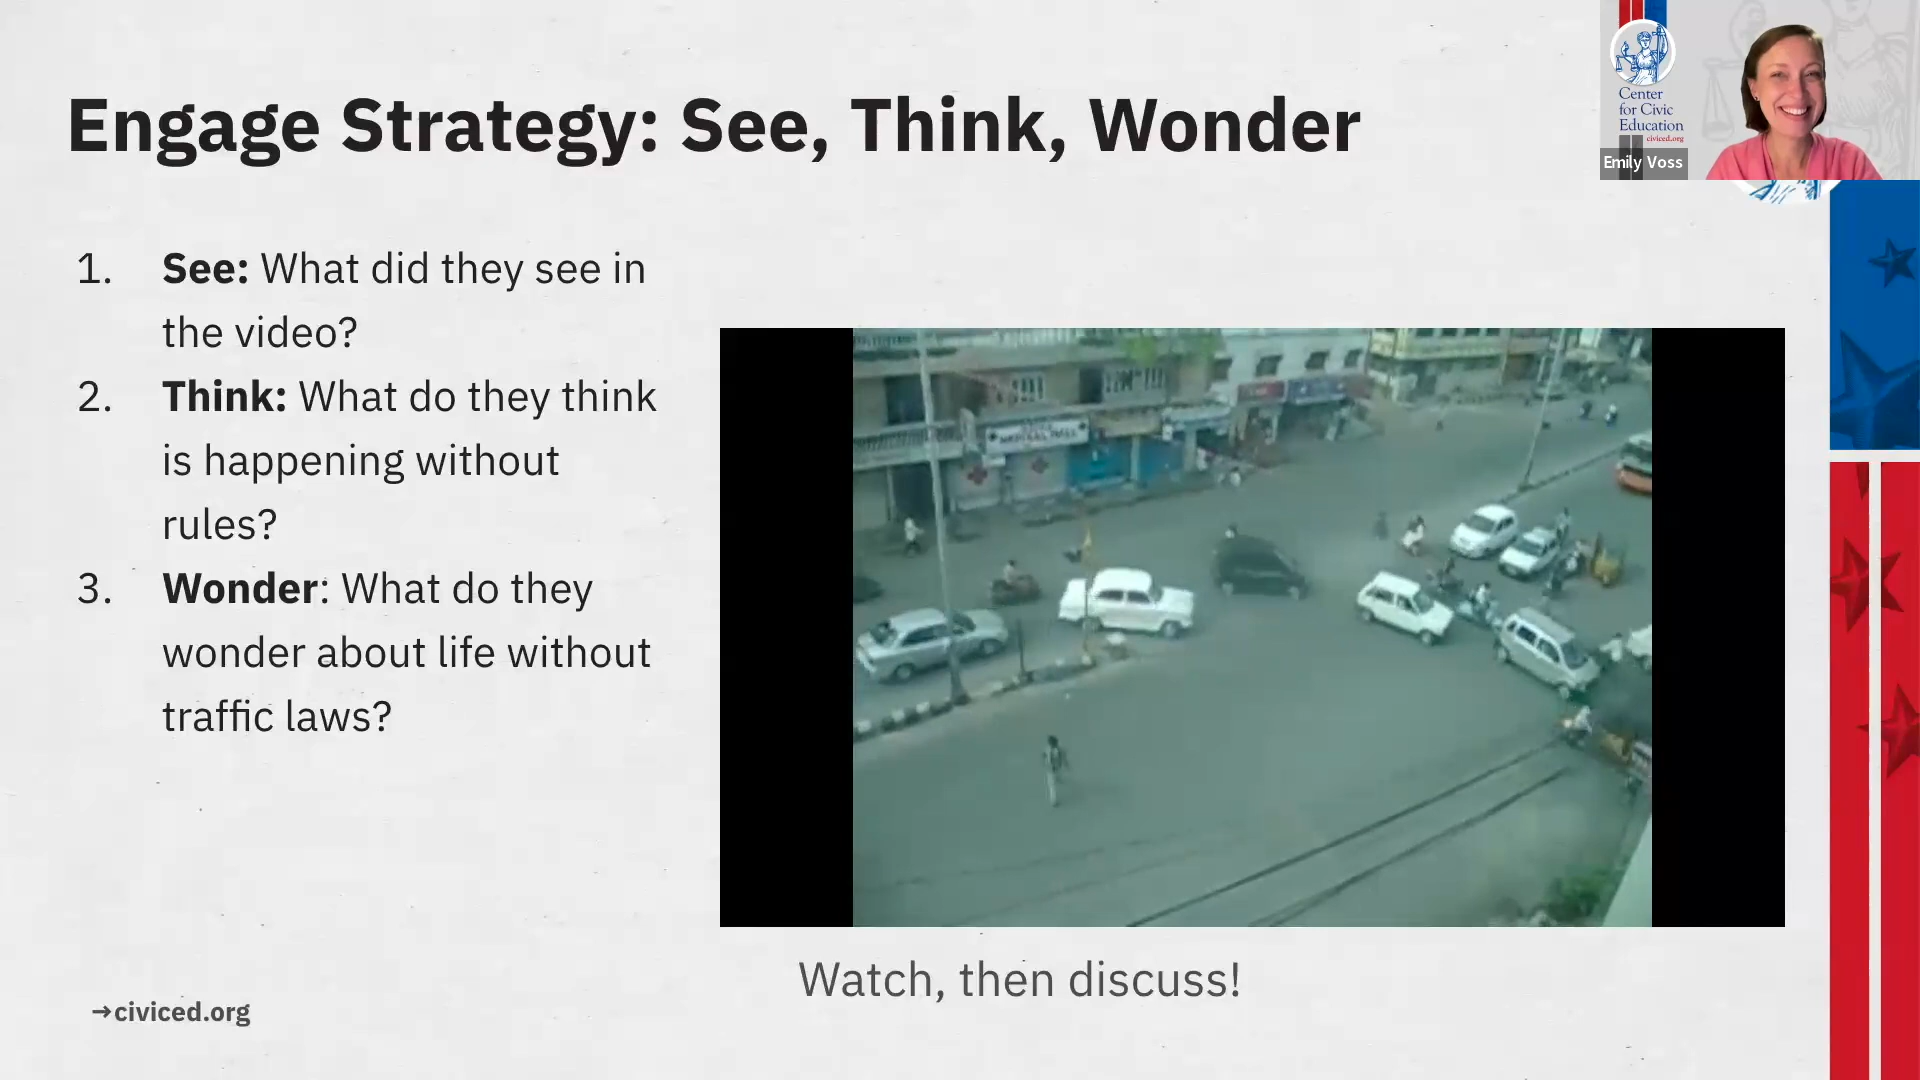 Engage Strategy: See, Think, Wonder
Center
for Civic
Education
civiced.org
Emily Voss
1. See: What did they see in
the video?
2. Think: What do they think
is happening without
rules?
3. Wonder: What do they
wonder about life without
traffic laws?
Watch, then discuss!
→civiced.org